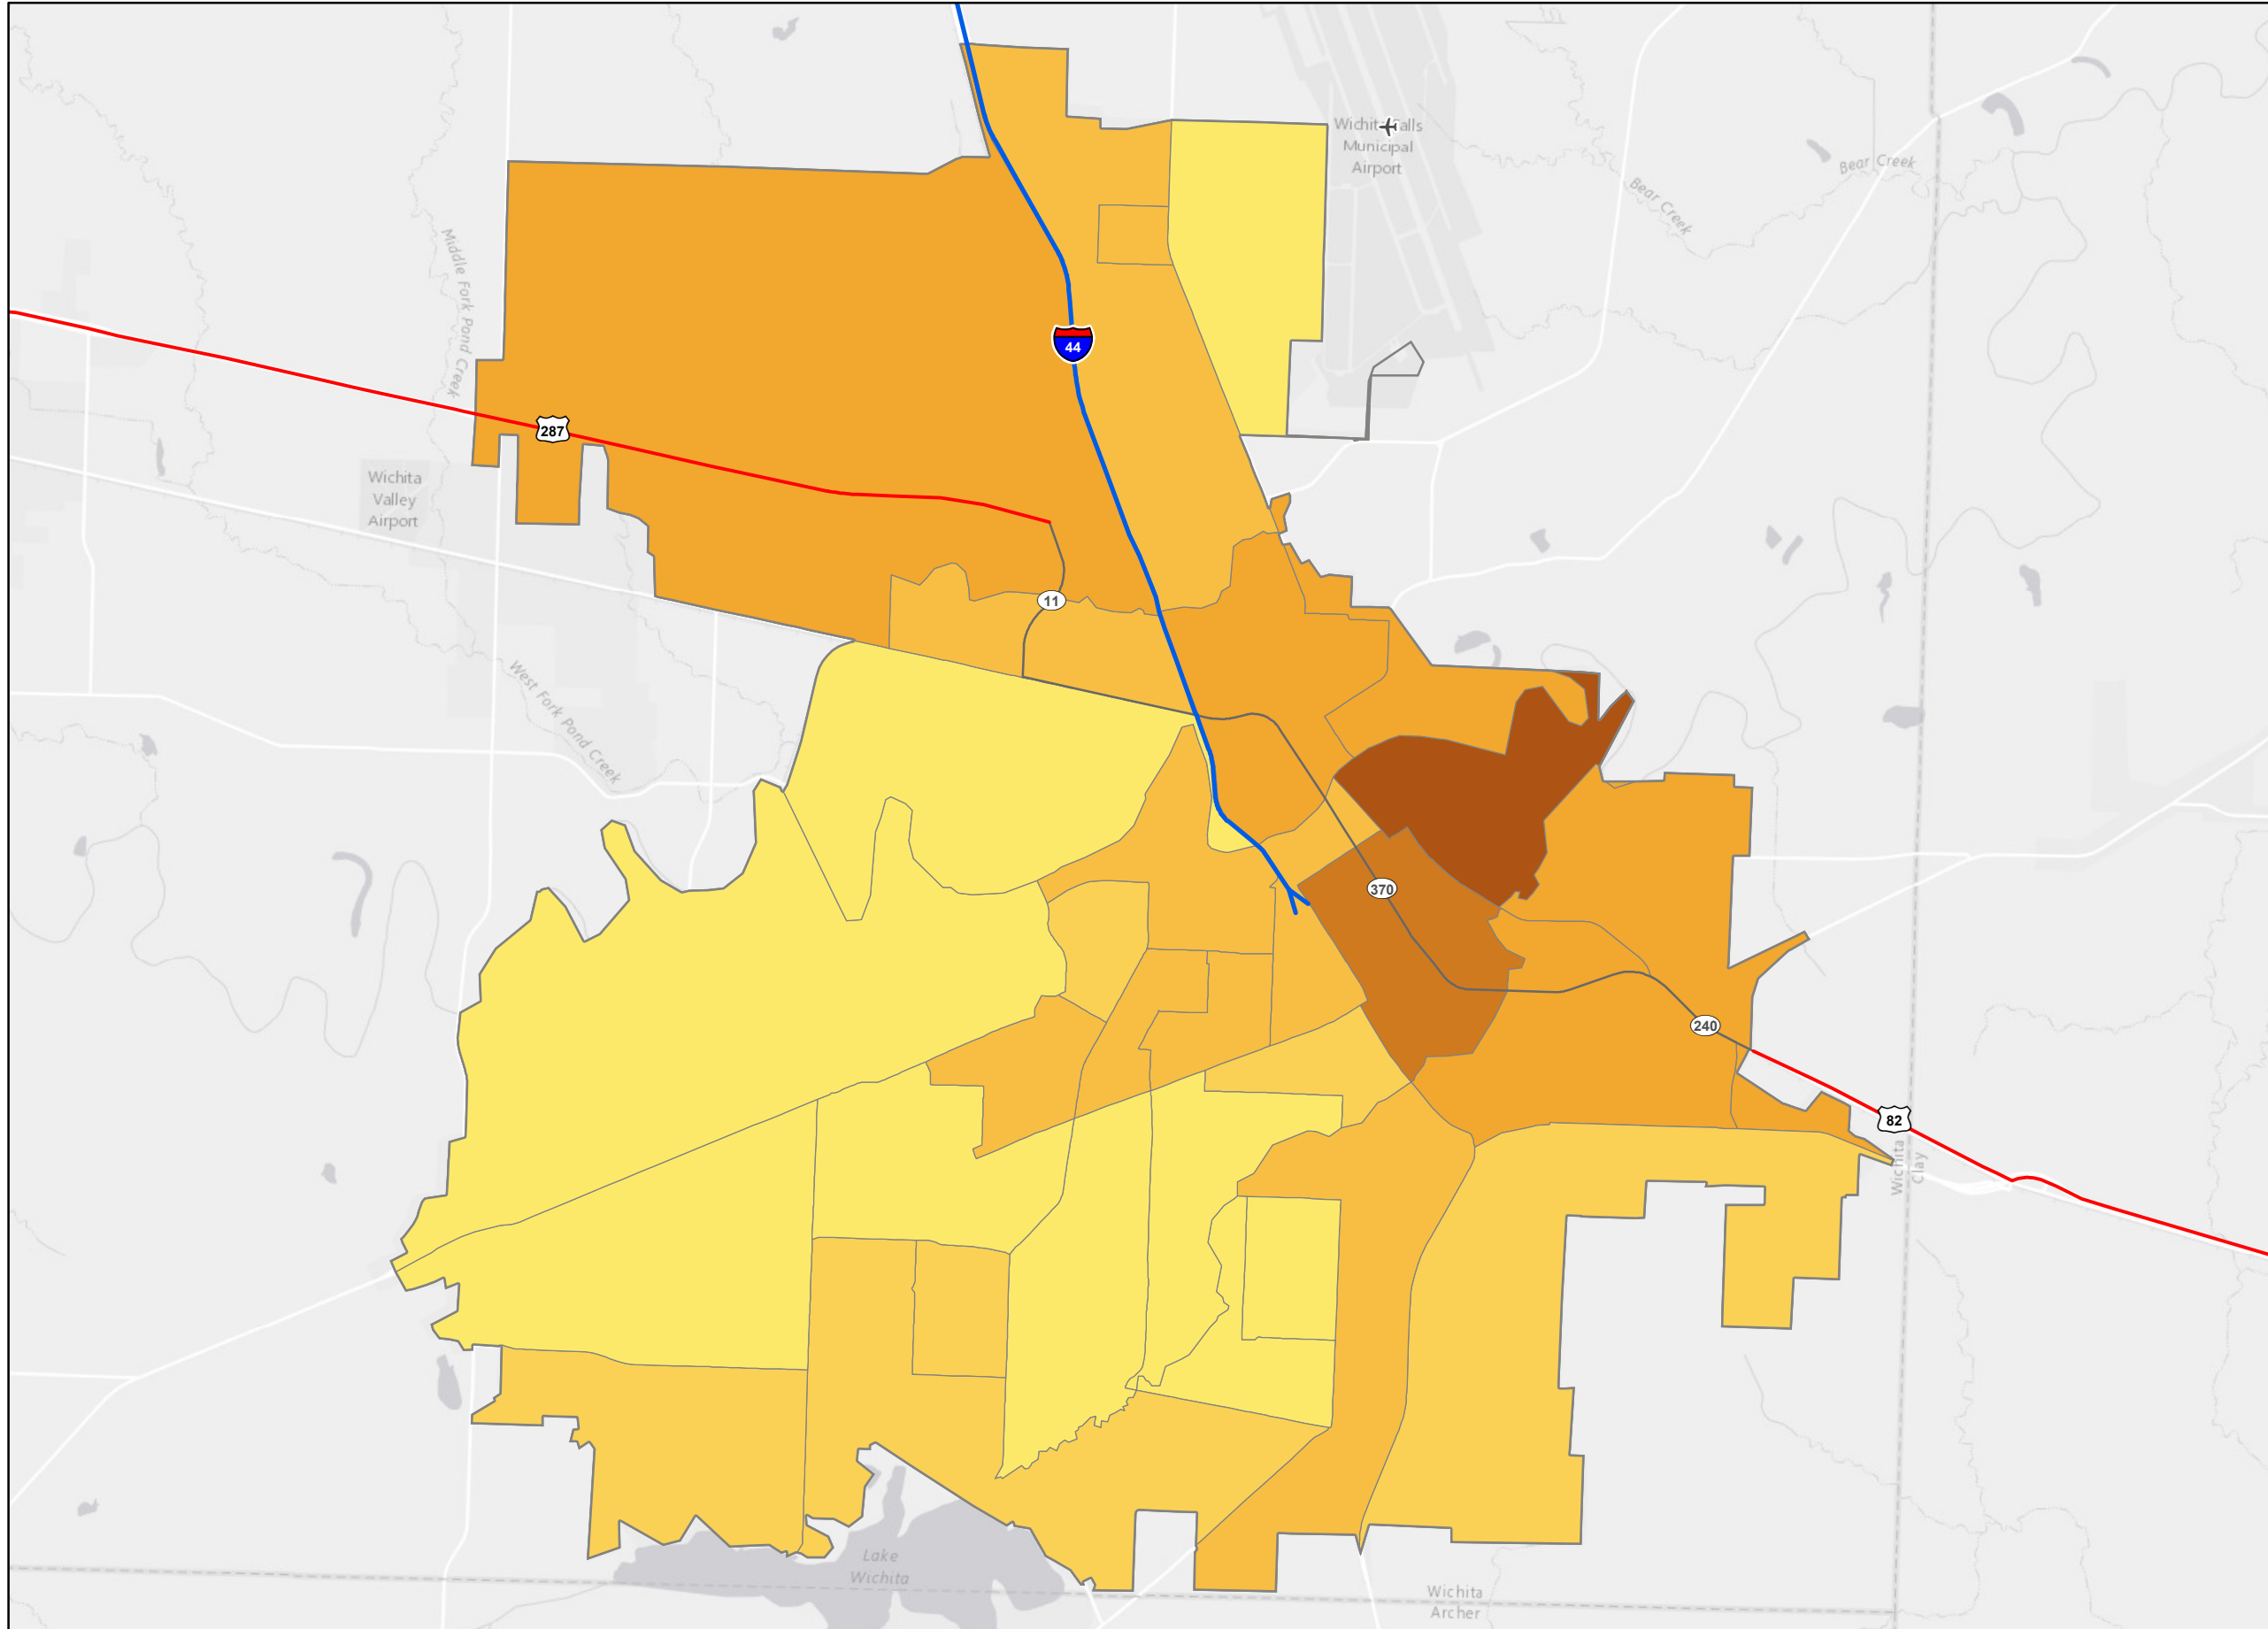 Wichita Falls
Municipal
Airport
Bear Creek
Bear Creek
Middle Fork Pond Creek
44
287
Wichita
Valley
Airport
11
West Fork Pond Creek
370
240
82
Wichita
Clay
Lake
Wichita
Wichita
Archer